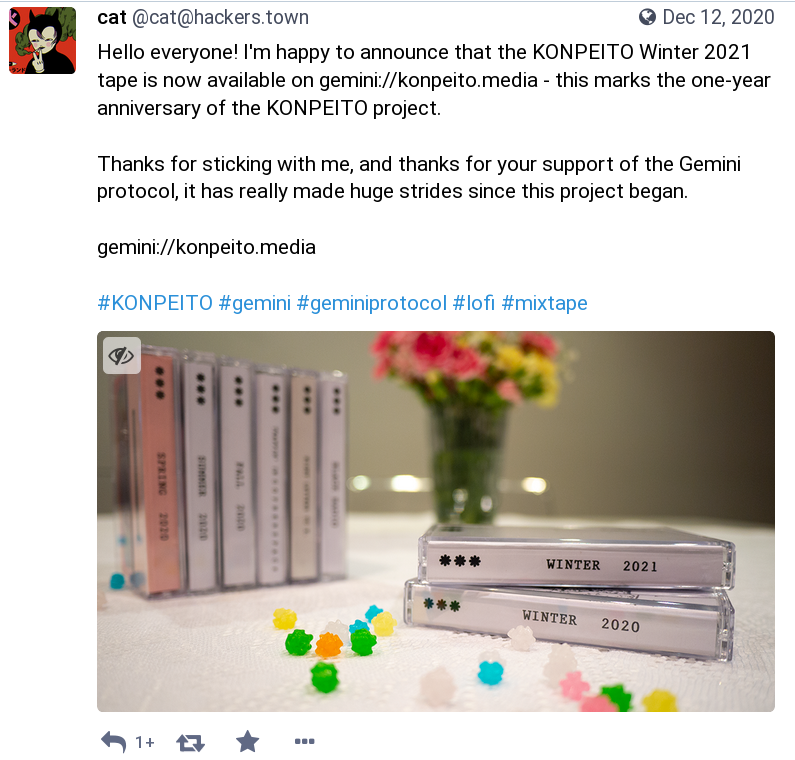 cat @cat@hackers.town Dec 12, 2020
Hello everyone! I'm happy to announce that the KONPEITO Winter 2021
tape is now available on gemini://konpeito.media - this marks the one-year
anniversary of the KONPEITO project.
Thanks for sticking with me, and thanks for your support of the Gemini
protocol, it has really made huge strides since this project began.
gemini://konpeito.media
#KONPEITO #gemini #geminiprotocol #lofi #mixtape
SPRING 2020
SUMMER 2020
FALL 2020
*** WINTER 2021
*** WINTER 2020
1+